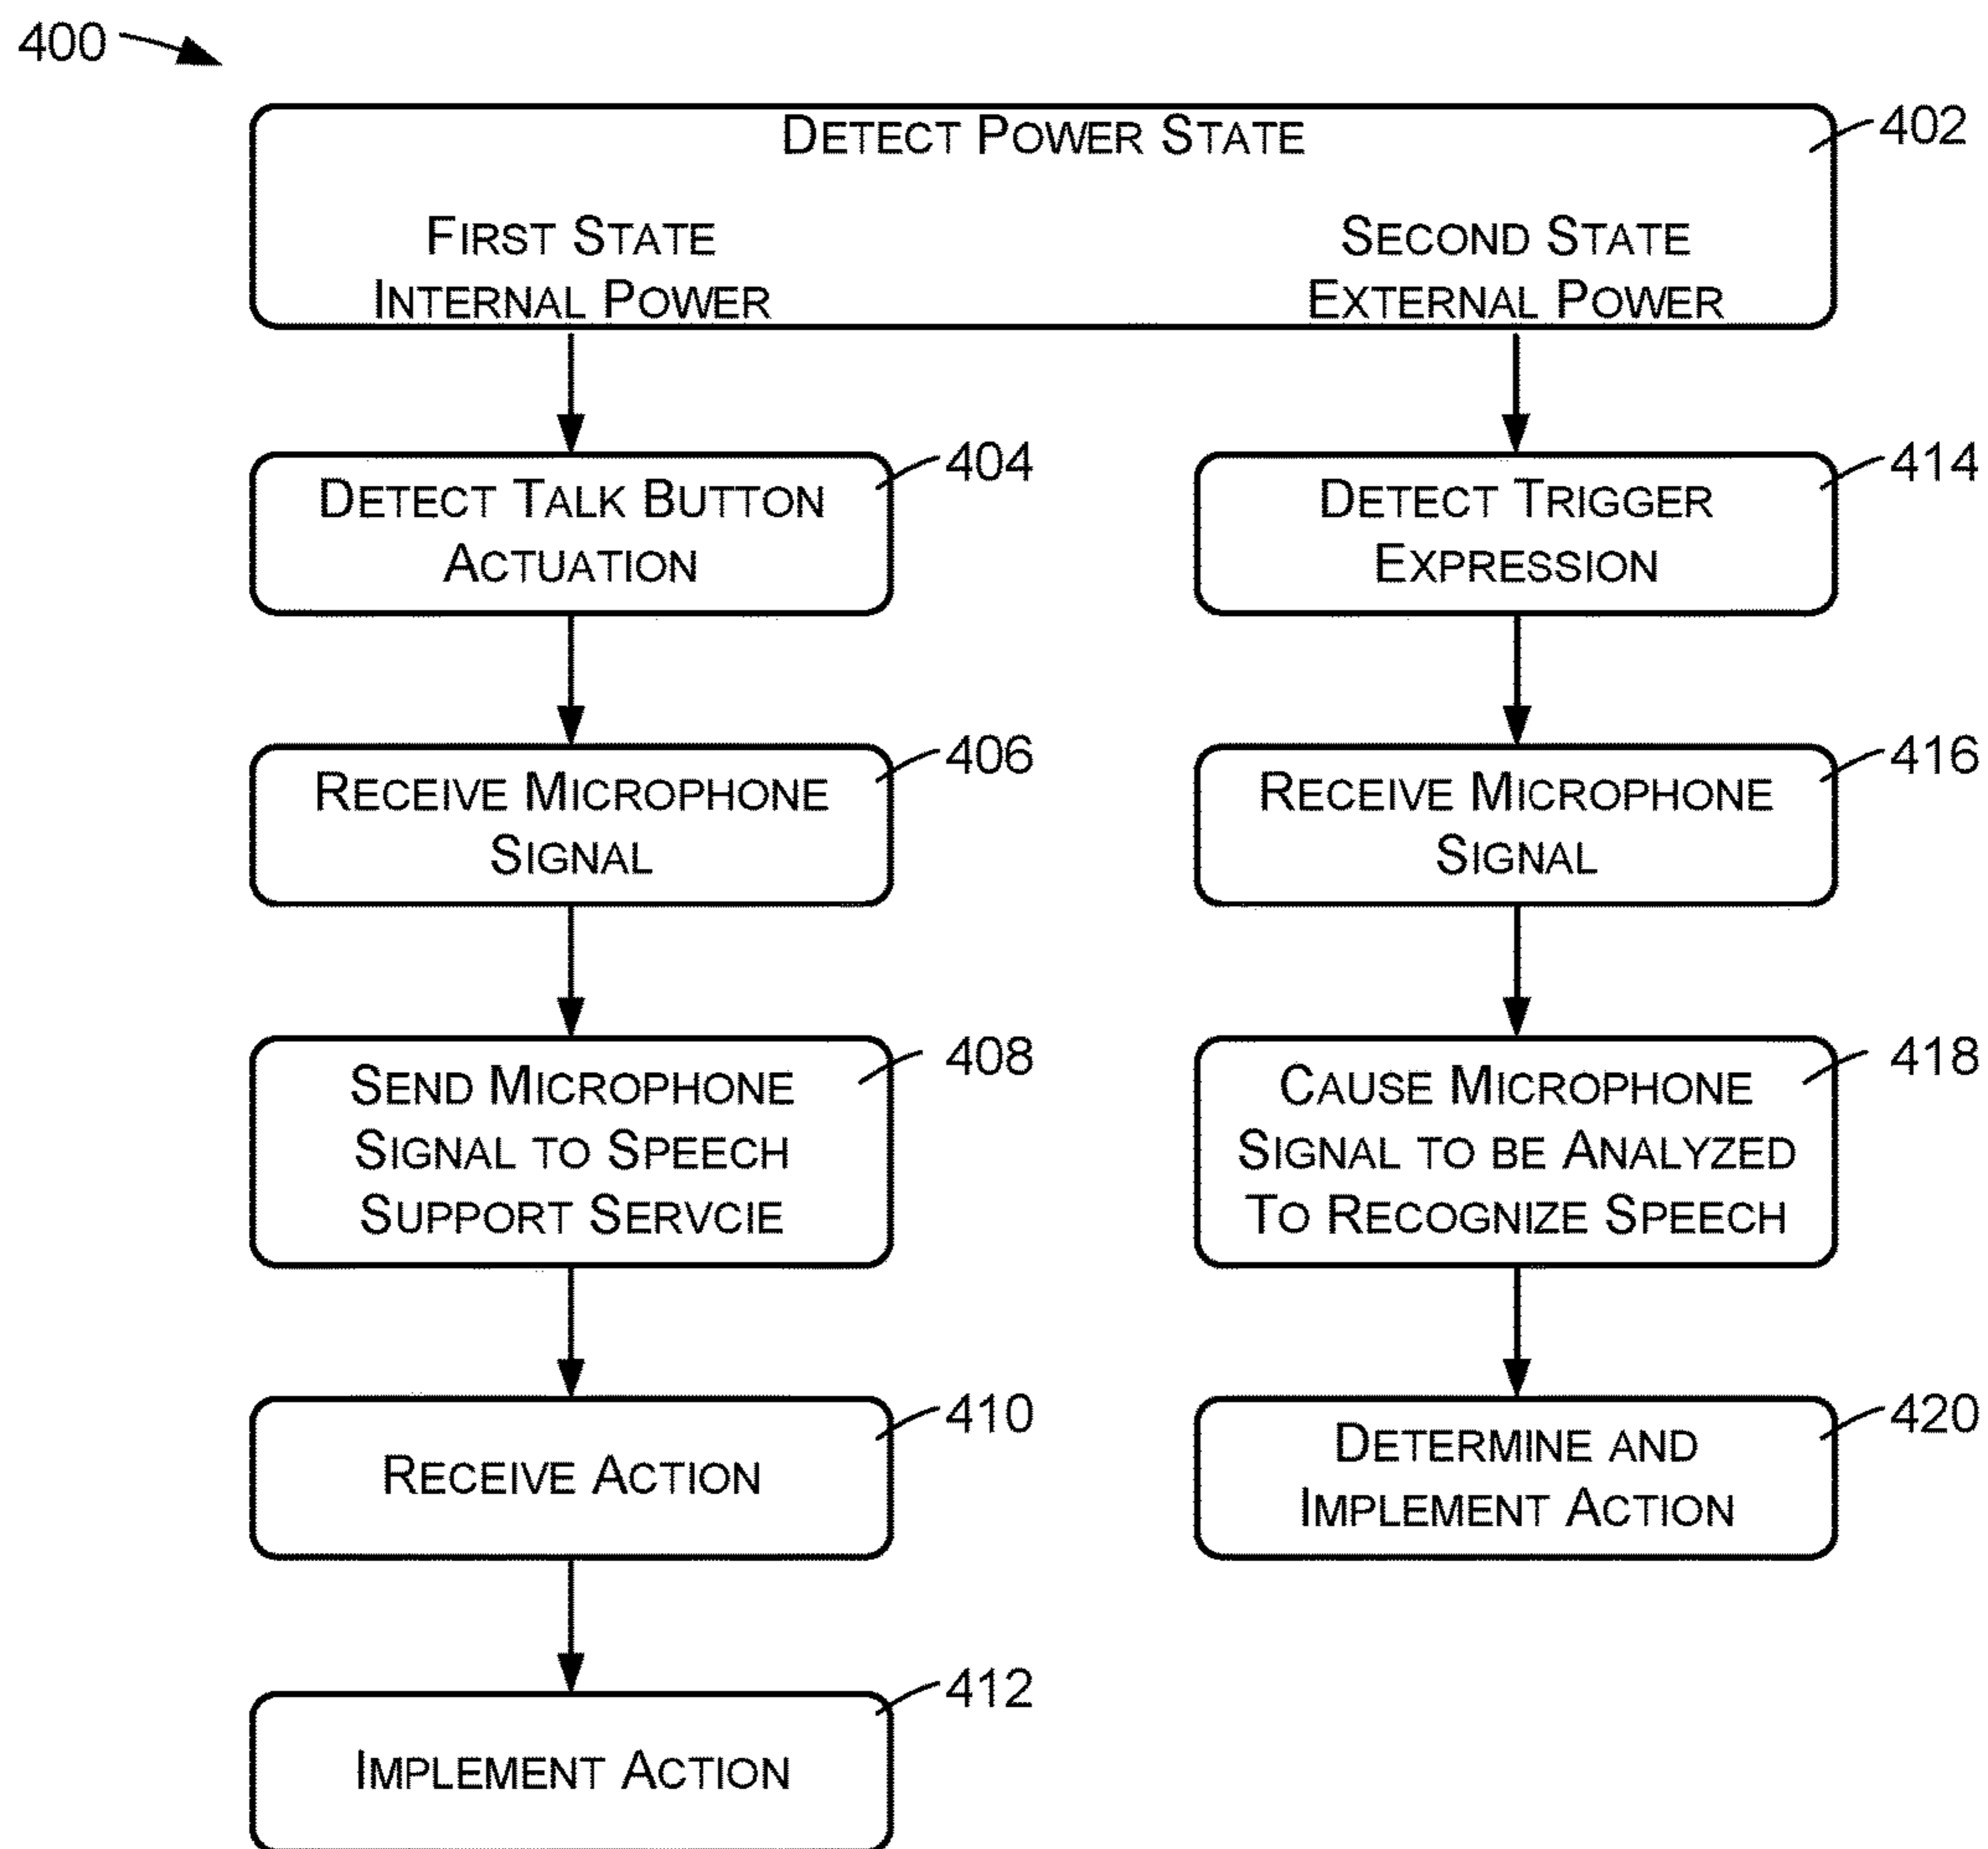 400
DETECT POWER STATE
402
FIRST STATE
INTERNAL POWER
SECOND STATE
EXTERNAL POWER
DETECT TALK BUTTON
ACTUATION
404
RECEIVE MICROPHONE
SIGNAL
406
SEND MICROPHONE
SIGNAL TO SPEECH
SUPPORT SERVCIE
408
RECEIVE ACTION
410
IMPLEMENT ACTION
412
DETECT TRIGGER
EXPRESSION
414
RECEIVE MICROPHONE
SIGNAL
416
CAUSE MICROPHONE
SIGNAL TO BE ANALYZED
TO RECOGNIZE SPEECH
418
DETERMINE AND
IMPLEMENT ACTION
420